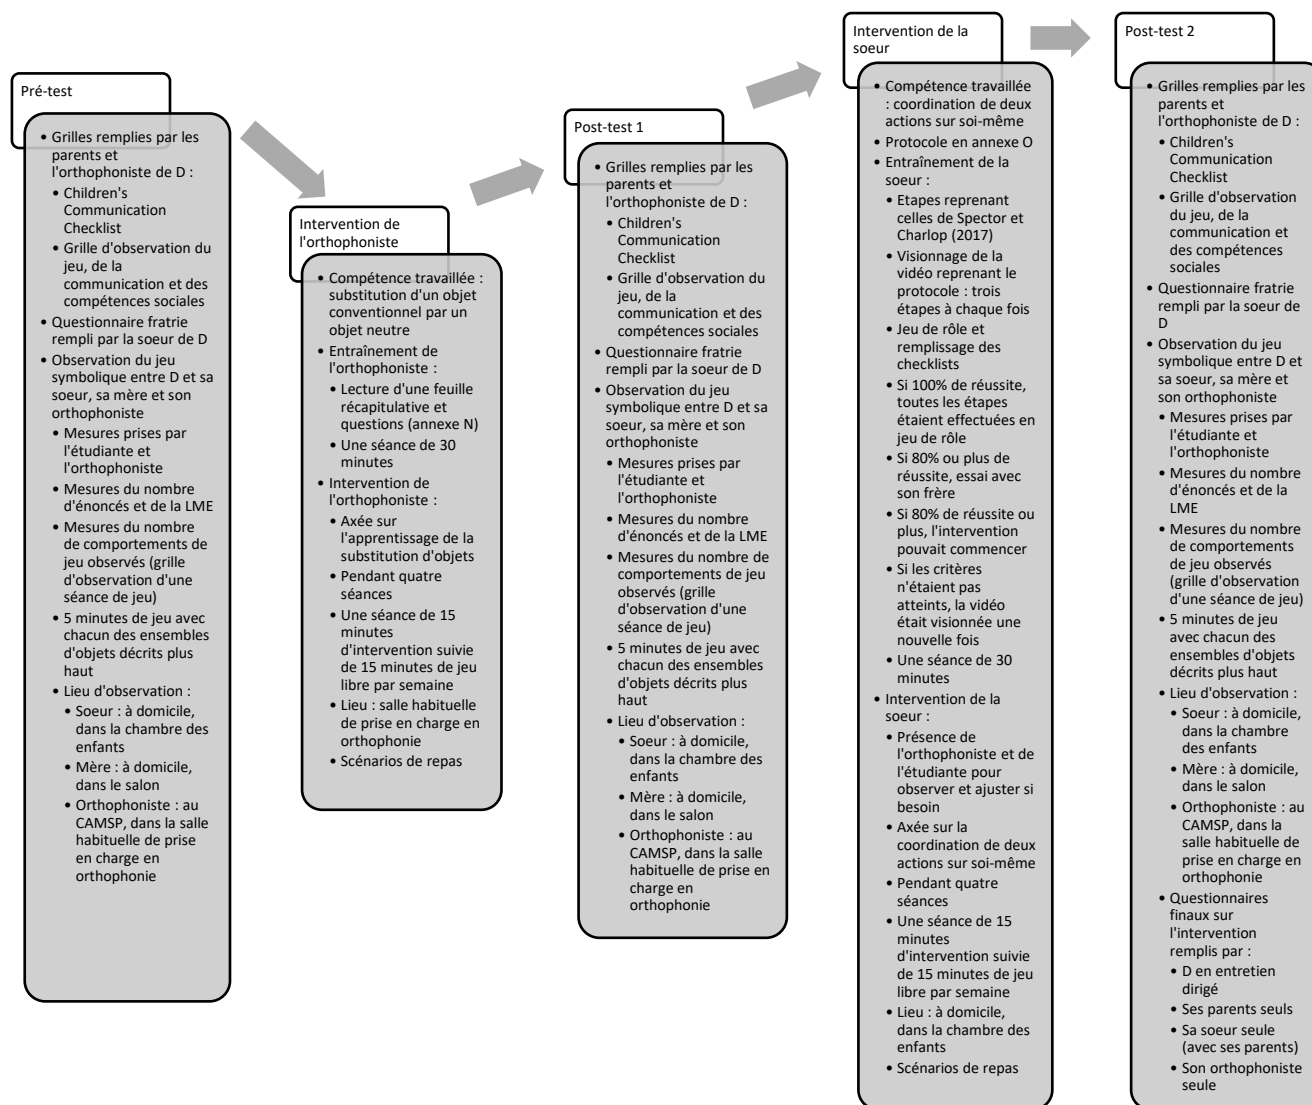 Pré-test
• Grilles remplies par les
parents et
l'orthophoniste de D :
• Children's
Communication
Checklist
• Grille d'observation du
jeu, de la
communication et des
compétences sociales
• Questionnaire fratrie
rempli par la soeur de D
• Observation du jeu
symbolique entre D et sa
soeur, sa mère et son
orthophoniste
• Mesures prises par
l'étudiante et
l'orthophoniste
• Mesures du nombre
d'énoncés et de la LME
• Mesures du nombre
de comportements de
jeu observés (grille
d'observation d'une
séance de jeu)
• 5 minutes de jeu avec
chacun des ensembles
d'objets décrits plus
haut
• Lieu d'observation :
• Soeur : à domicile,
dans la chambre des
enfants
• Mère : à domicile,
dans le salon
• Orthophoniste : au
CAMSP, dans la salle
habituelle de prise
en charge en
orthophonie
Intervention de
l'orthophoniste
• Compétence travaillée :
substitution d'un objet
conventionnel par un
objet neutre
• Entraînement de
l'orthophoniste :
• Lecture d'une feuille
récapitulative et
questions (annexe N)
• Une séance de 30
minutes
• Intervention de
l'orthophoniste :
• Axée sur
l'apprentissage de la
substitution d'objets
• Pendant quatre
séances
• Une séance de 15
minutes
d'intervention suivie
de 15 minutes de jeu
libre par semaine
• Lieu : salle habituelle
de prise en charge en
orthophonie
• Scénarios de repas
Post-test 1
• Grilles remplies par les
parents et
l'orthophoniste de D :
• Children's
Communication
Checklist
• Grille d'observation du
jeu, de la
communication et des
compétences sociales
• Questionnaire fratrie
rempli par la soeur de D
• Observation du jeu
symbolique entre D et sa
soeur, sa mère et son
orthophoniste
• Mesures prises par
l'étudiante et
l'orthophoniste
• Mesures du nombre
d'énoncés et de la LME
• Mesures du nombre de
comportements de jeu
observés (grille
d'observation d'une
séance de jeu)
• 5 minutes de jeu avec
chacun des ensembles
d'objets décrits plus
haut
• Lieu d'observation :
• Soeur : à domicile,
dans la chambre des
enfants
• Mère : à domicile,
dans le salon
• Orthophoniste : au
CAMSP, dans la salle
habituelle de prise en
charge en
orthophonie
Intervention de la
soeur
• Compétence travaillée
: coordination de deux
actions sur soi-même
• Protocole en annexe O
• Entraînement de la
soeur :
• Etapes reprenant
celles de Spector et
Charlop (2017)
• Visionnage de la
vidéo reprenant le
protocole : trois
étapes à chaque fois
• Jeu de rôle et
remplissage des
checklists
• Si 100% de réussite,
toutes les étapes
étaient effectuées en
jeu de rôle
• Si 80% ou plus de
réussite, essai avec
son frère
• Si 80% de réussite ou
plus, l'intervention
pouvait commencer
• Si les critères
n'étaient pas
atteints, la vidéo
était visionnée une
nouvelle fois
• Une séance de 30
minutes
• Intervention de la
soeur :
• Présence de
l'orthophoniste et de
l'étudiante pour
observer et ajuster si
besoin
• Axée sur la
coordination de deux
actions sur soi-même
• Pendant quatre
séances
• Une séance de 15
minutes
d'intervention suivie
de 15 minutes de jeu
libre par semaine
• Lieu : à domicile,
dans la chambre des
enfants
• Scénarios de repas
Post-test 2
• Grilles remplies par les
parents et
l'orthophoniste de D :
• Children's
Communication
Checklist
• Grille d'observation
du jeu, de la
communication et
des compétences
sociales
• Questionnaire fratrie
rempli par la soeur de
D
• Observation du jeu
symbolique entre D et
sa soeur, sa mère et
son orthophoniste
• Mesures prises par
l'étudiante et
l'orthophoniste
• Mesures du nombre
d'énoncés et de la
LME
• Mesures du nombre
de comportements
de jeu observés
(grille d'observation
d'une séance de jeu)
• 5 minutes de jeu
avec chacun des
ensembles d'objets
décrits plus haut
• Lieu d'observation :
• Soeur : à domicile,
dans la chambre
des enfants
• Mère : à domicile,
dans le salon
• Orthophoniste : au
CAMSP, dans la
salle habituelle de
prise en charge en
orthophonie
• Questionnaires
finaux sur
l'intervention
remplis par :
• D en entretien
dirigé
• Ses parents seuls
• Sa soeur seule
(avec ses parents)
• Son orthophoniste
seule